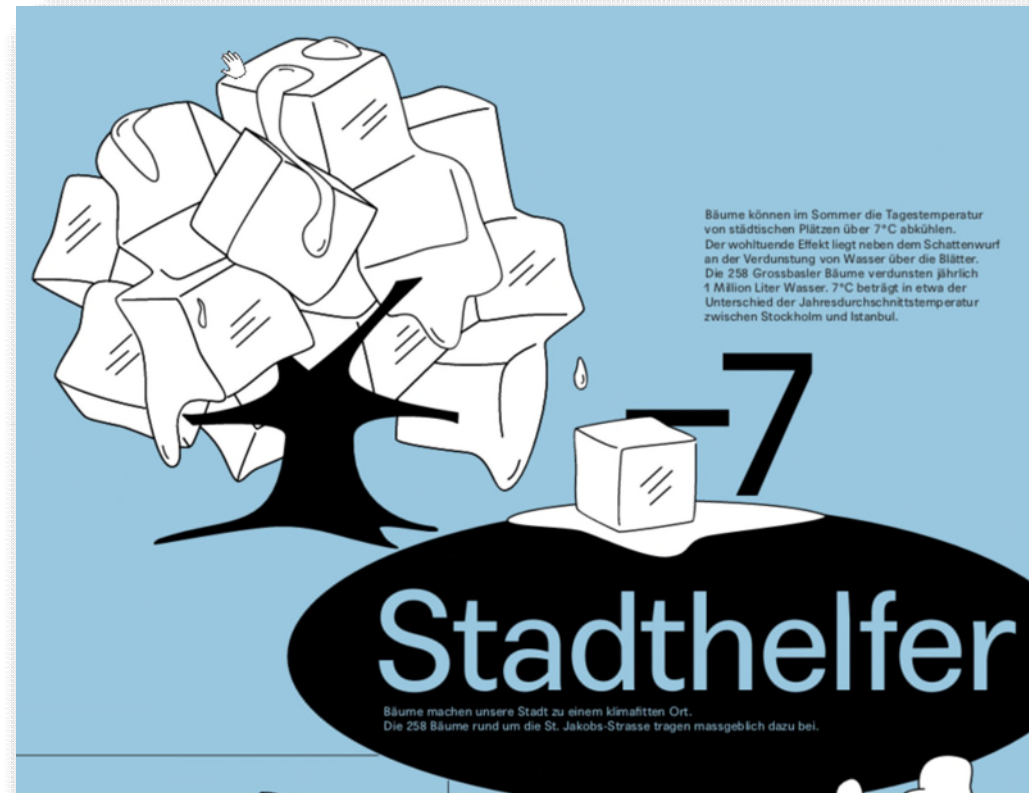 Bäume können im Sommer die Tagestemperatur
von städtischen Plätzen über 7°C abkühlen.
Der wohltuende Effekt liegt neben dem Schattenwurf
an der Verdunstung von Wasser über die Blätter.
Die 258 Grossbasler Bäume verdunsten jährlich
1 Million Liter Wasser. 7°C beträgt in etwa der
Unterschied der Jahresdurchschnittstemperatur
zwischen Stockholm und Istanbul.
–7
Stadthelfer
Bäume machen unsere Stadt zu einem klimafitten Ort.
Die 258 Bäume rund um die St. Jakobs-Strasse tragen massgeblich dazu bei.